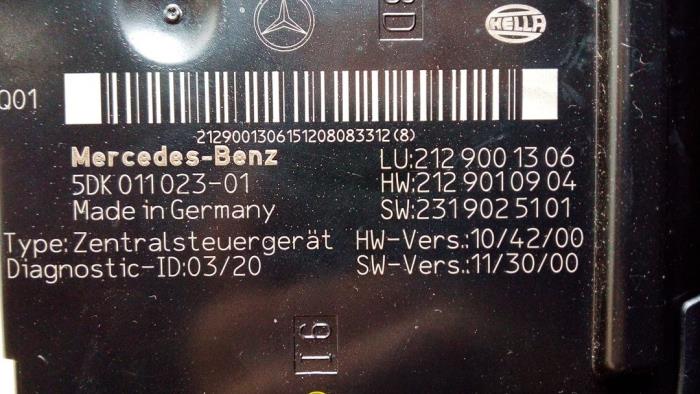 3D
HELLA
Q01
2129001306151208083312(8)
Mercedes-Benz LU:212 900 13 06
5DK 011 023-01 HW:212 901 09 04
Made in Germany SW:231 902 51 01
Type: Zentralsteuergerät HW-Vers.:10/42/00
Diagnostic-ID:03/20 SW-Vers.:11/30/00